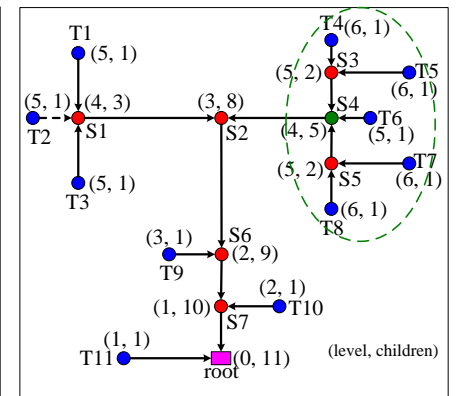 T1
(5, 1)
T4
(6, 1)
S3
(5, 2)
T5
(6, 1)
(5, 1)
T2
(4, 3)
S1
(3, 8)
S2
S4
(4, 5)
T6
(5, 1)
T3
(5, 1)
(5, 2)
S5
T7
(6, 1)
(6, 1)
T8
(3, 1)
T9
S6
(2, 9)
(1, 10)
S7
(2, 1)
T10
(1, 1)
T11
root
(0, 11)
(level, children)